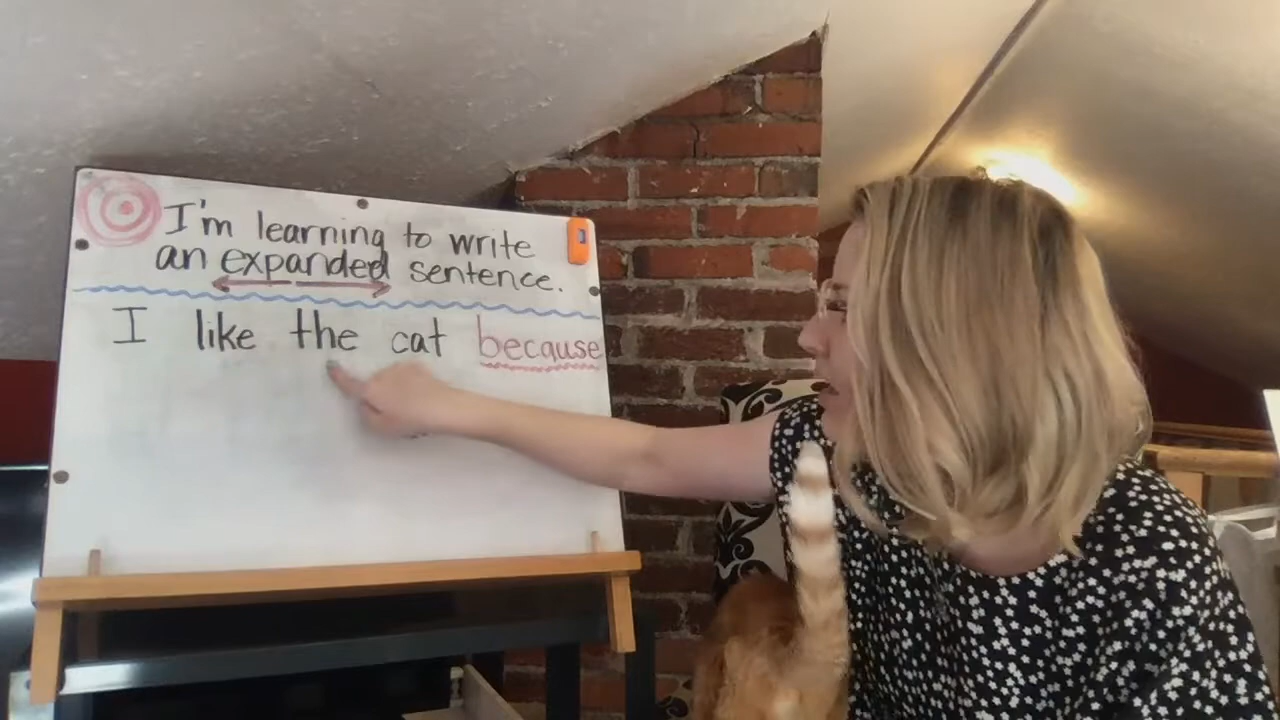 I'm learning to write
an expanded sentence.
I like the cat because